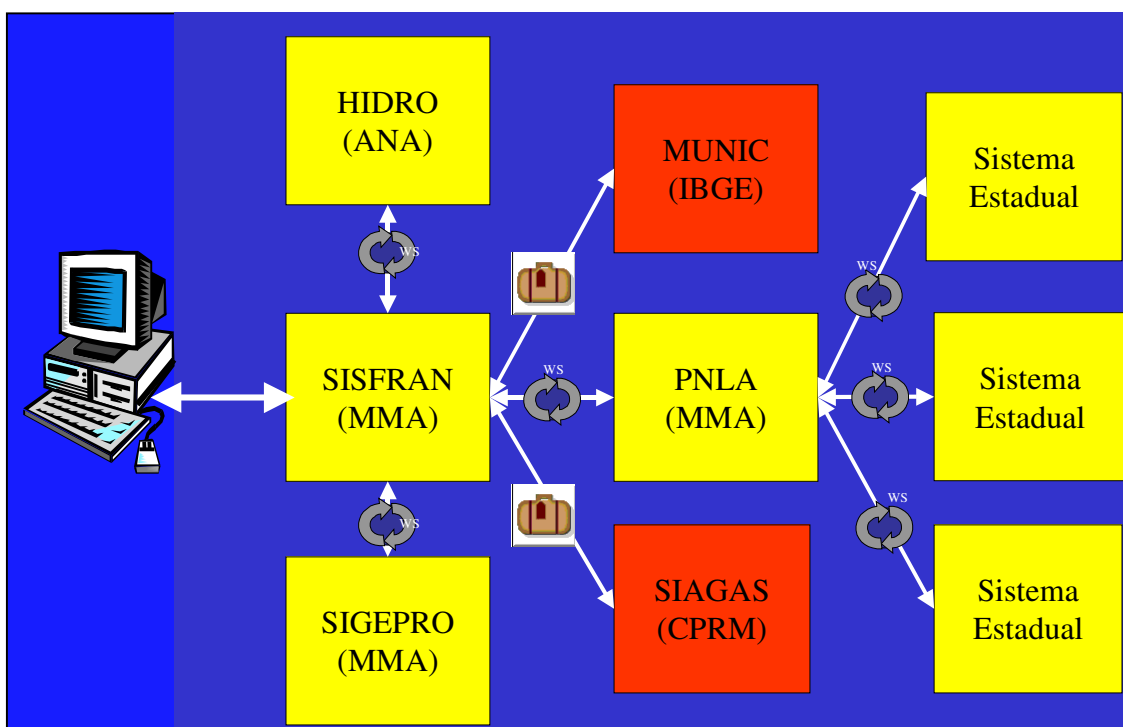 HIDRO
(ANA)
MUNIC
(IBGE)
Sistema
Estadual
WS
WS
SISFRAN
(MMA)
WS
PNLA
(MMA)
WS
Sistema
Estadual
WS
WS
SIGEPRO
(MMA)
SIAGAS
(CPRM)
Sistema
Estadual